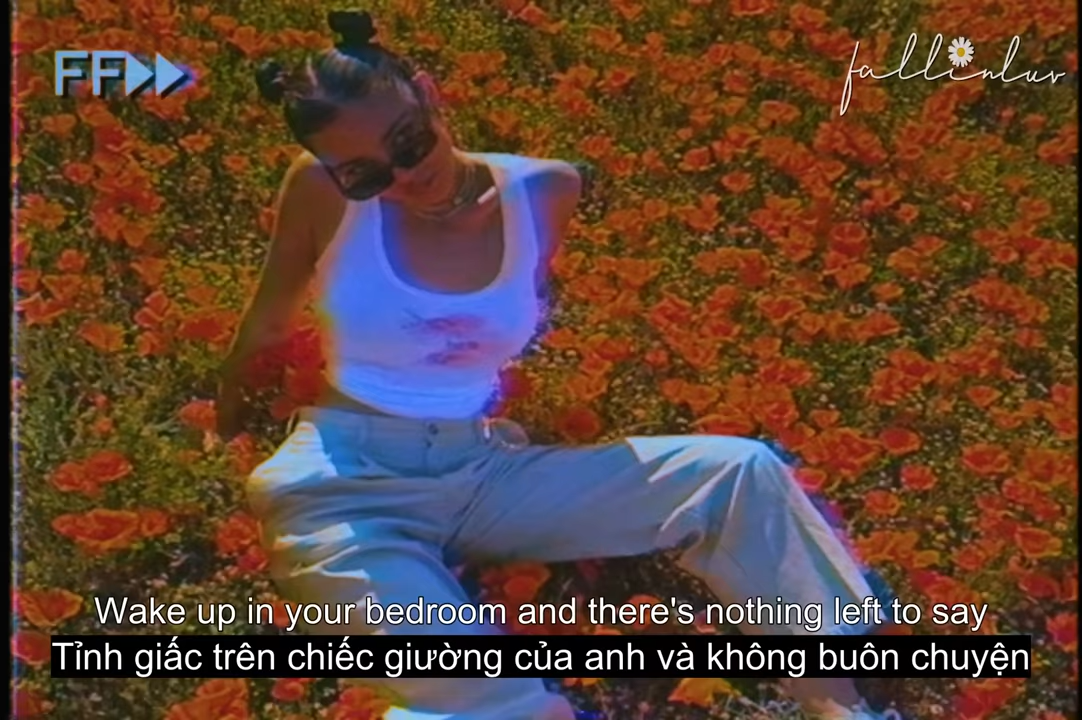 FF
fallinluv
Wake up in your bedroom and there's nothing left to say
Tỉnh giấc trên chiếc giường của anh và không buôn chuyện